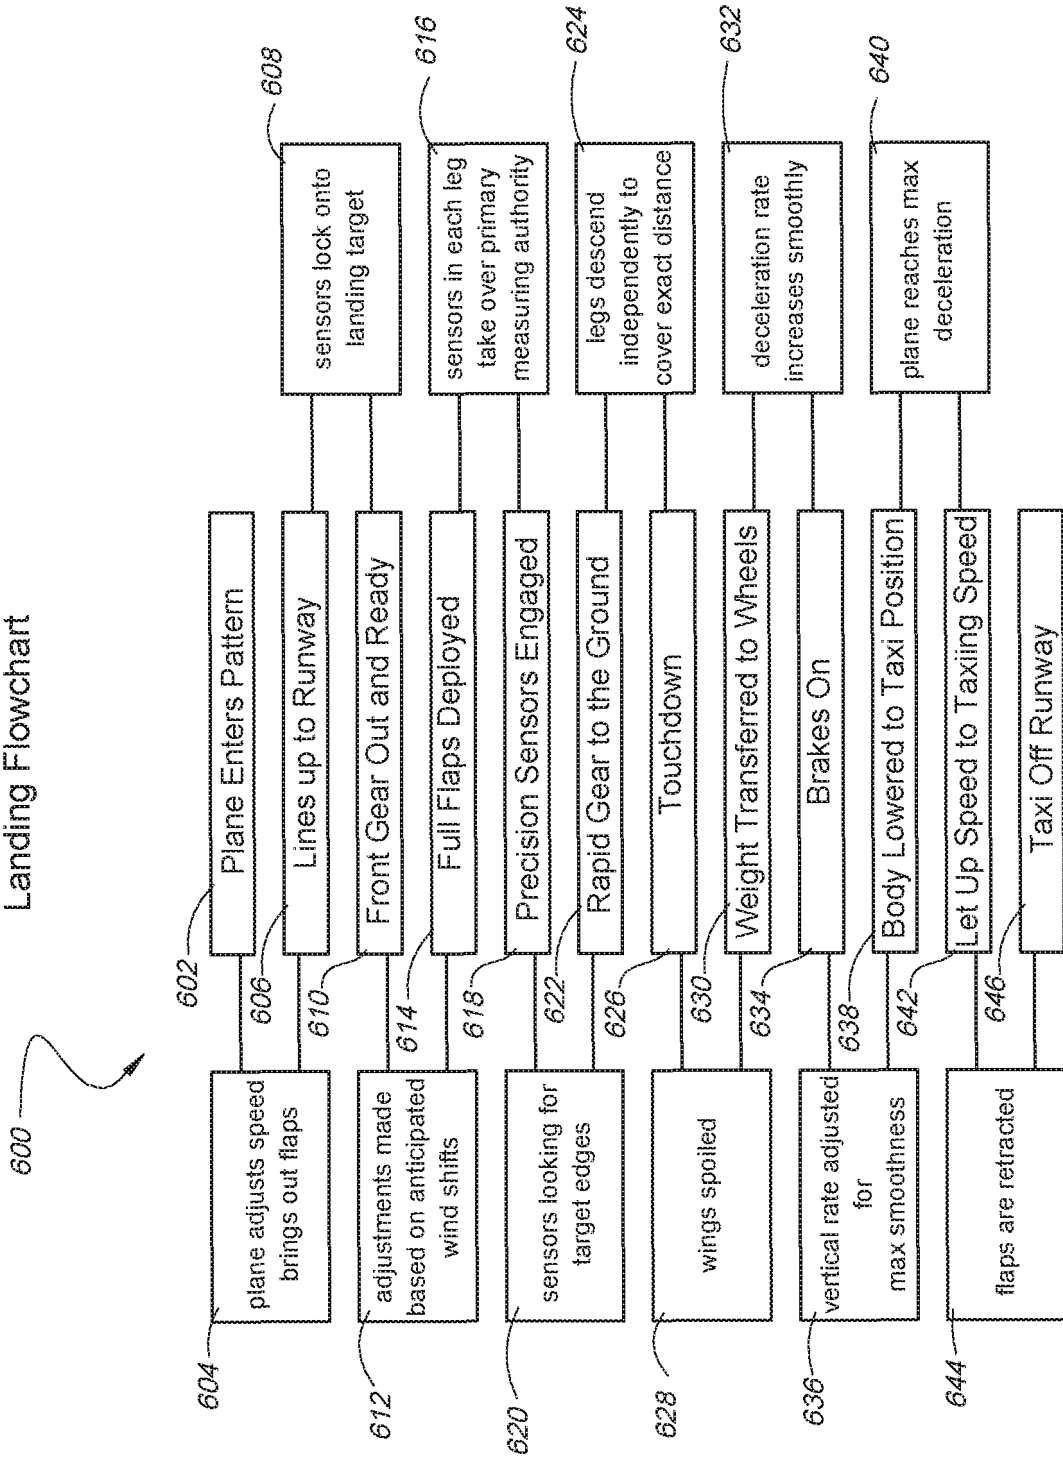 Landing Flowchart
600
602
Plane Enters Pattern
604
plane adjusts speed
brings out flaps
606
Lines up to Runway
608
sensors lock onto
landing target
610
Front Gear Out and Ready
612
adjustments made
based on anticipated
wind shifts
614
Full Flaps Deployed
616
sensors in each leg
take over primary
measuring authority
618
Precision Sensors Engaged
620
sensors looking for
target edges
622
Rapid Gear to the Ground
624
legs descend
independently to
cover exact distance
626
Touchdown
628
wings spoiled
630
Weight Transferred to Wheels
632
deceleration rate
increases smoothly
634
Brakes On
636
vertical rate adjusted
for
max smoothness
638
Body Lowered to Taxi Position
640
plane reaches max
deceleration
642
Let Up Speed to Taxiing Speed
644
flaps are retracted
646
Taxi Off Runway